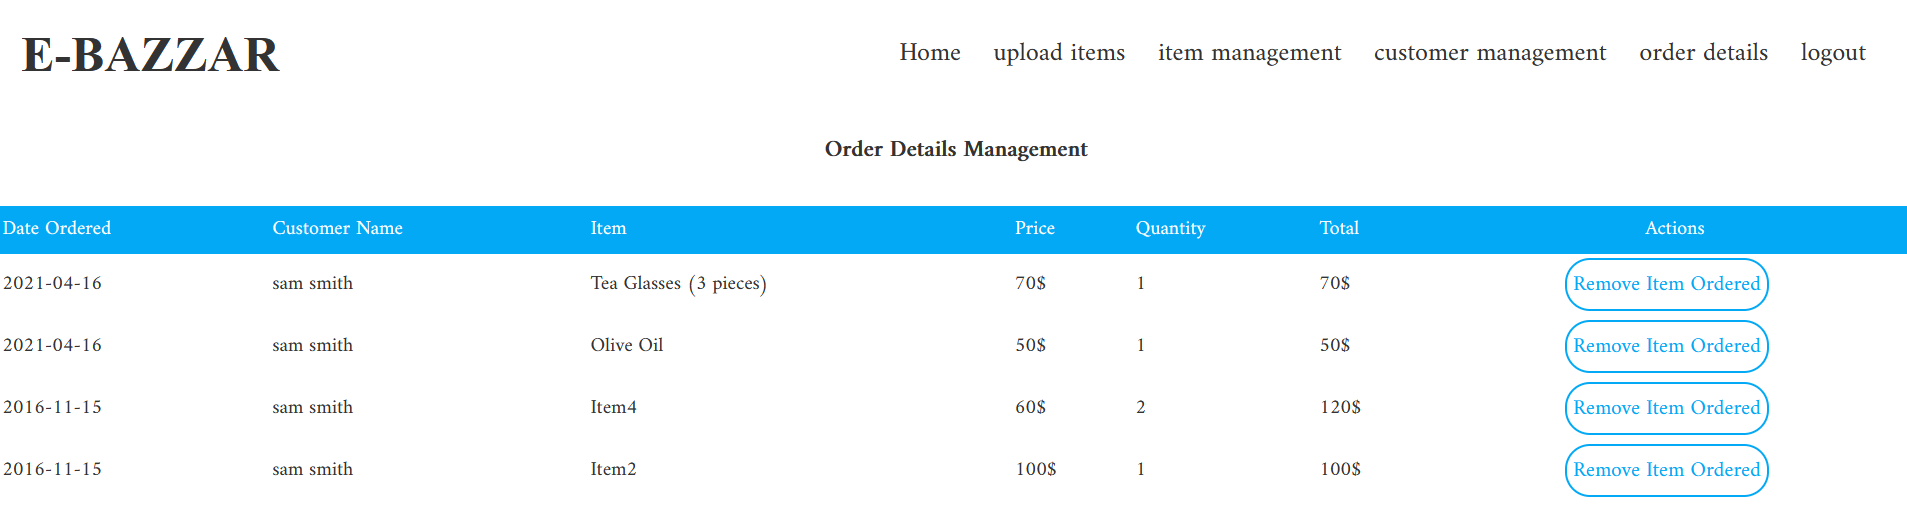 E-BAZZAR Home upload items item management customer management order details logout
Order Details Management
Date Ordered Customer Name Item Price Quantity Total Actions
2021-04-16 sam smith Tea Glasses (3 pieces) 70$ 1 70$ Remove Item Ordered
2021-04-16 sam smith Olive Oil 50$ 1 50$ Remove Item Ordered
2016-11-15 sam smith Item4 60$ 2 120$ Remove Item Ordered
2016-11-15 sam smith Item2 100$ 1 100$ Remove Item Ordered